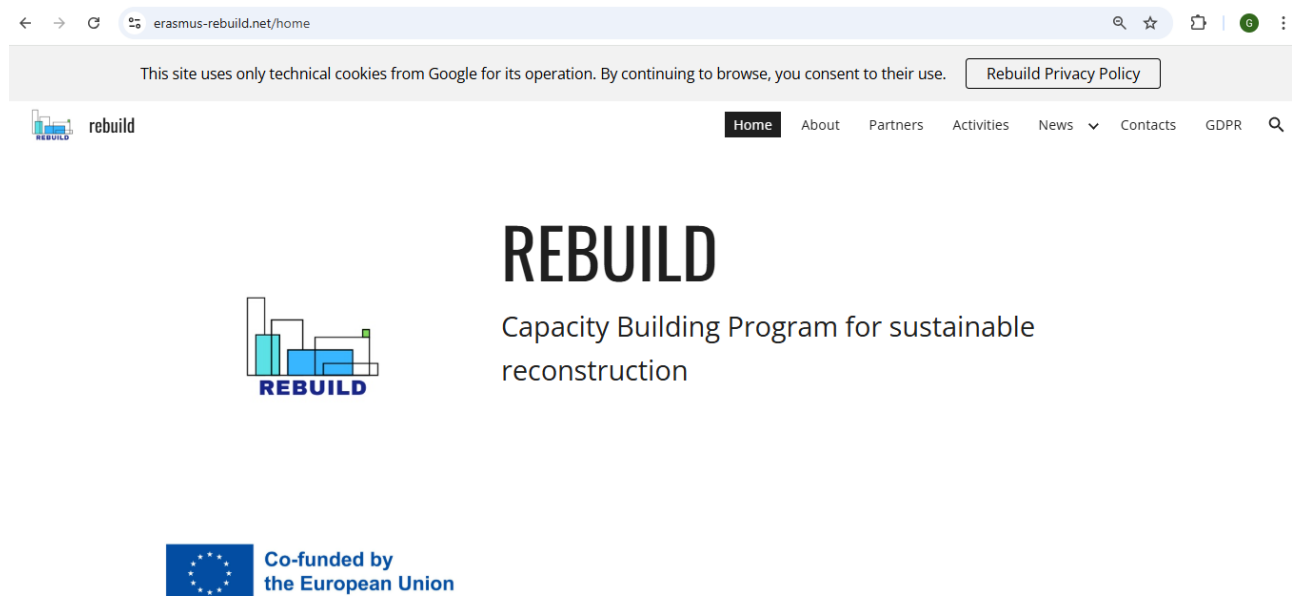 erasmus-rebuild.net/home
G
This site uses only technical cookies from Google for its operation. By continuing to browse, you consent to their use. Rebuild Privacy Policy
REBUILD rebuild Home About Partners Activities News Contacts GDPR
REBUILD
Capacity Building Program for sustainable
reconstruction
REBUILD
Co-funded by
the European Union